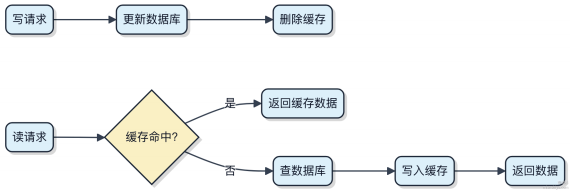 写请求
更新数据库
删除缓存
读请求
缓存命中?
是
返回缓存数据
否
查数据库
写入缓存
返回数据